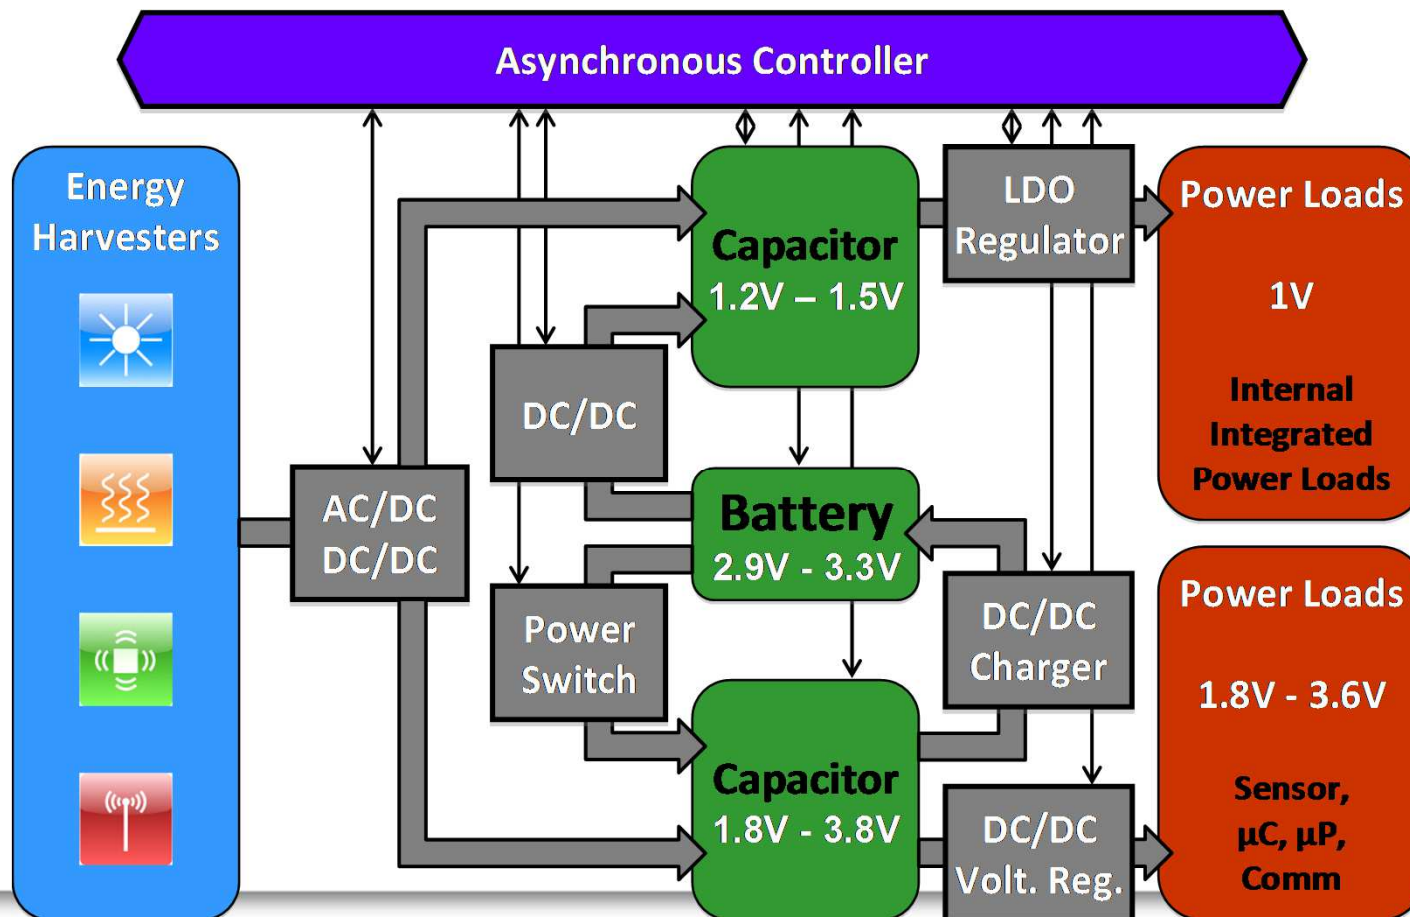 Asynchronous Controller
Energy
Harvesters
AC/DC
DC/DC
DC/DC
Power
Switch
Capacitor
1.2V – 1.5V
Battery
2.9V - 3.3V
Capacitor
1.8V - 3.8V
LDO
Regulator
DC/DC
Charger
DC/DC
Volt. Reg.
Power Loads
1V
Internal
Integrated
Power Loads
Power Loads
1.8V - 3.6V
Sensor,
µC, µP,
Comm